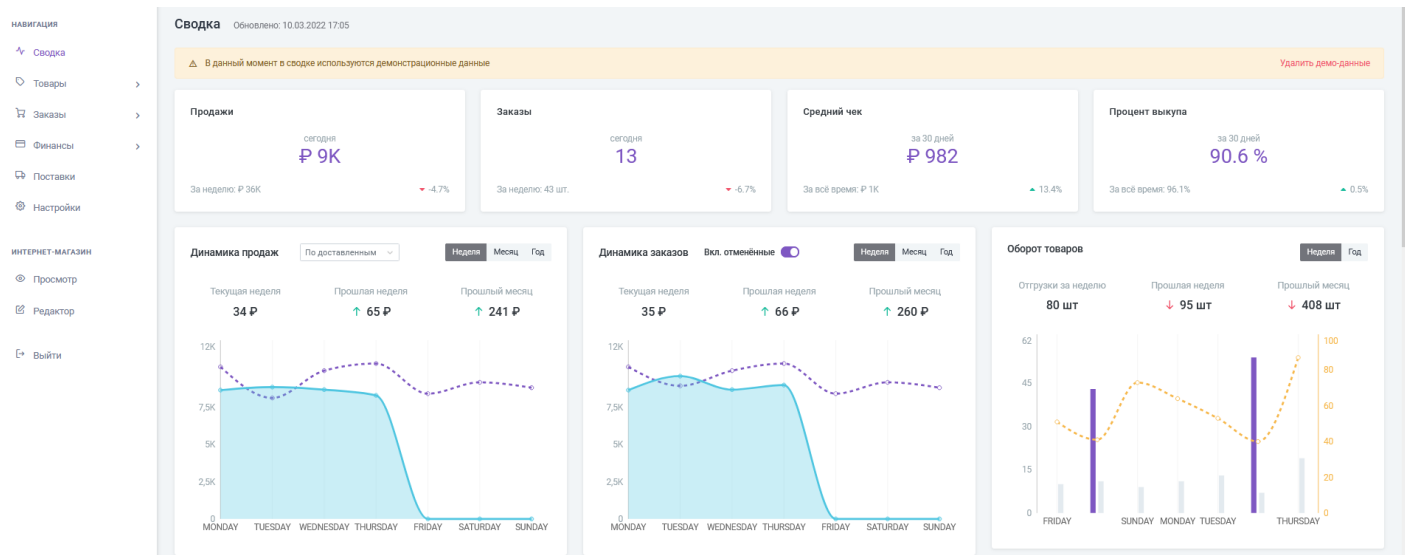 НАВИГАЦИЯ
Сводка
Товары
Заказы
Финансы
Поставки
Настройки
ИНТЕРНЕТ-МАГАЗИН
Просмотр
Редактор
Выйти
Сводка Обновлено: 10.03.2022 17:05
В данный момент в сводке используются демонстрационные данные Удалить демо-данные
Продажи
сегодня
₽ 9K
За неделю: ₽ 36K -4.7%
Заказы
сегодня
13
За неделю: 43 шт. -6.7%
Средний чек
за 30 дней
₽ 982
За всё время: ₽ 1K 13.4%
Процент выкупа
за 30 дней
90.6 %
За всё время: 96.1% 0.5%
Динамика продаж По доставленным Неделя Месяц Год
Текущая неделя Прошлая неделя Прошлый месяц
34 ₽ ↑ 65 ₽ ↑ 241 ₽
12K
7,5K
5K
2,5K
0
MONDAY TUESDAY WEDNESDAY THURSDAY FRIDAY SATURDAY SUNDAY
Динамика заказов Вкл. отменённые Неделя Месяц Год
Текущая неделя Прошлая неделя Прошлый месяц
35 ₽ ↑ 66 ₽ ↑ 260 ₽
12K
7,5K
5K
2,5K
0
MONDAY TUESDAY WEDNESDAY THURSDAY FRIDAY SATURDAY SUNDAY
Оборот товаров Неделя Год
Отгрузки за неделю Прошлая неделя Прошлый месяц
80 шт ↓ 95 шт ↓ 408 шт
62 100
80
45
60
30
40
15
20
0 0
FRIDAY SUNDAY MONDAY TUESDAY THURSDAY